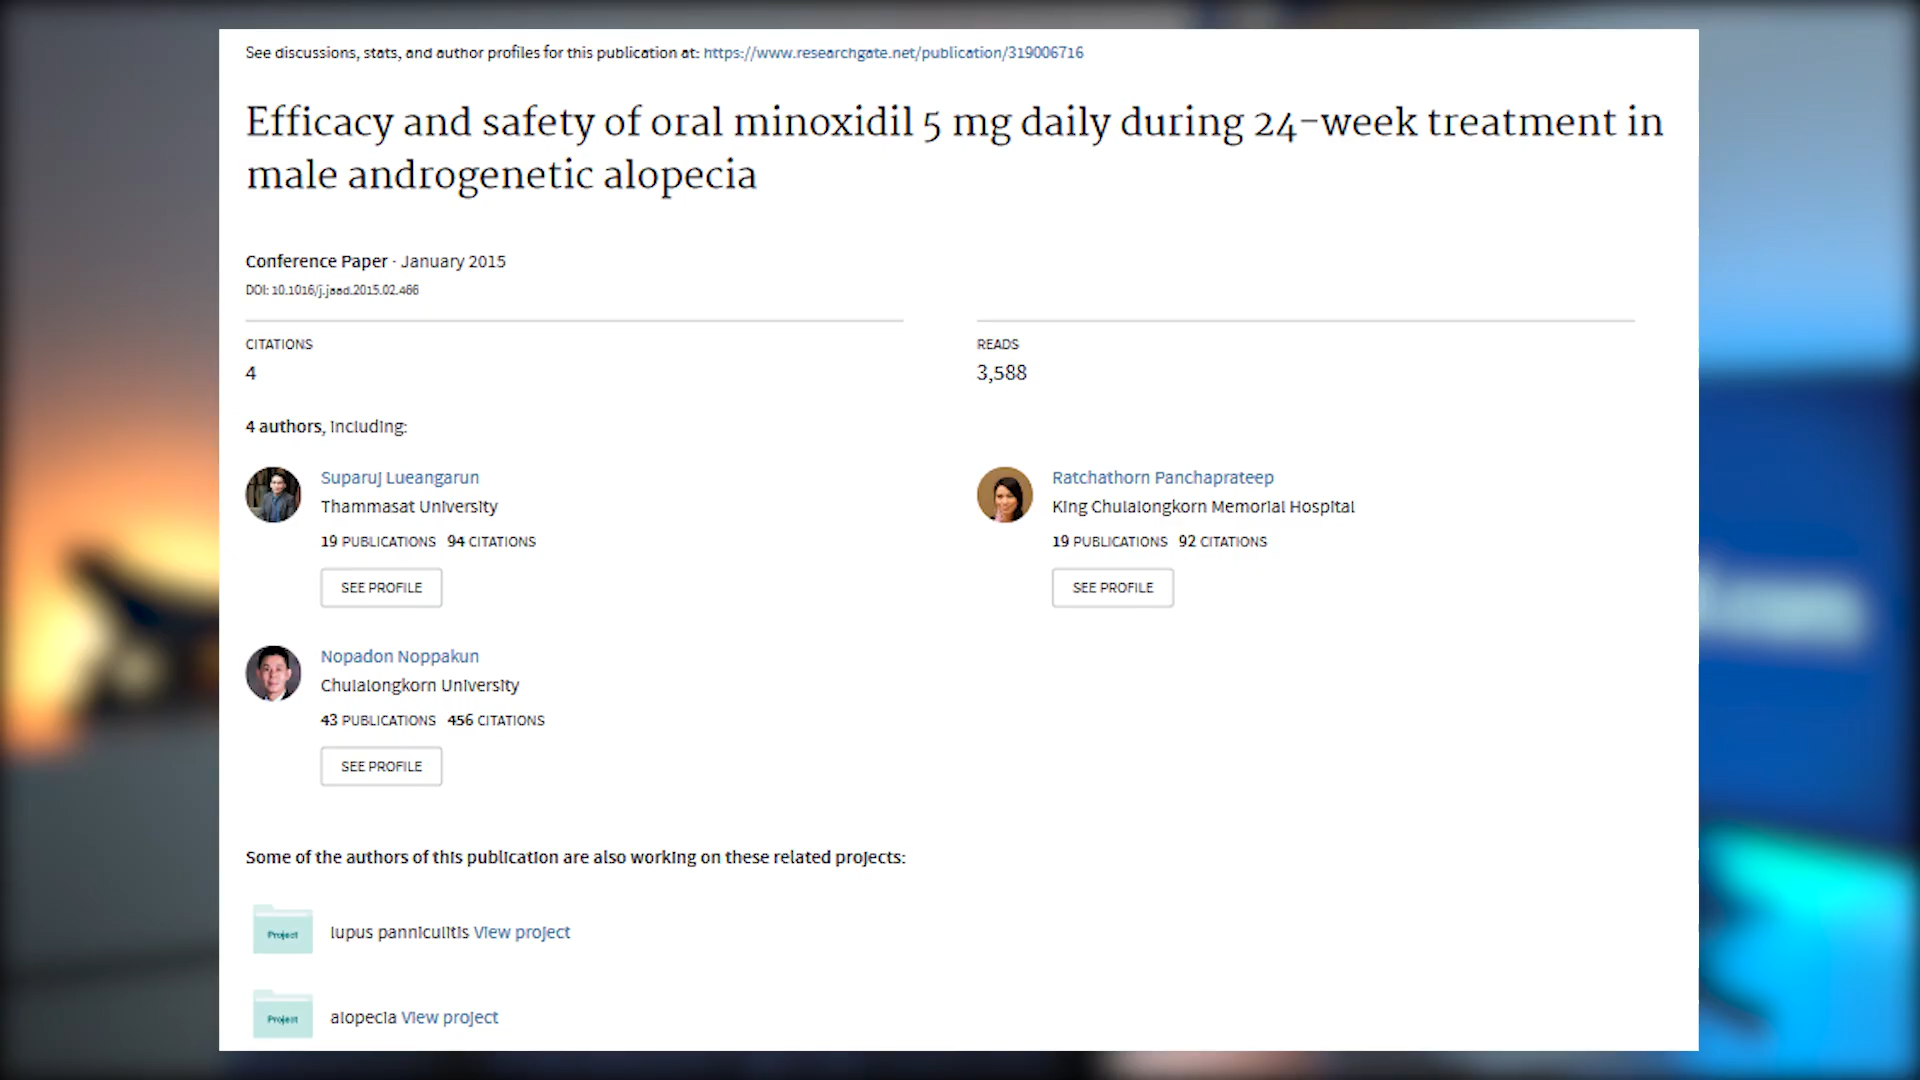 See discussions, stats, and author profiles for this publication at: https://www.researchgate.net/publication/319006716
Efficacy and safety of oral minoxidil 5 mg daily during 24-week treatment in
male androgenetic alopecia
Conference Paper · January 2015
DOI: 10.1016/j.jaad.2015.02.466
CITATIONS
4
READS
3,588
4 authors, including:
Suparuj Lueangarun
Thammasat University
19 PUBLICATIONS 94 CITATIONS
SEE PROFILE
Ratchathorn Panchaprateep
King Chulalongkorn Memorial Hospital
19 PUBLICATIONS 92 CITATIONS
SEE PROFILE
Nopadon Noppakun
Chulalongkorn University
43 PUBLICATIONS 456 CITATIONS
SEE PROFILE
Some of the authors of this publication are also working on these related projects:
Project
lupus panniculitis View project
Project
alopecia View project